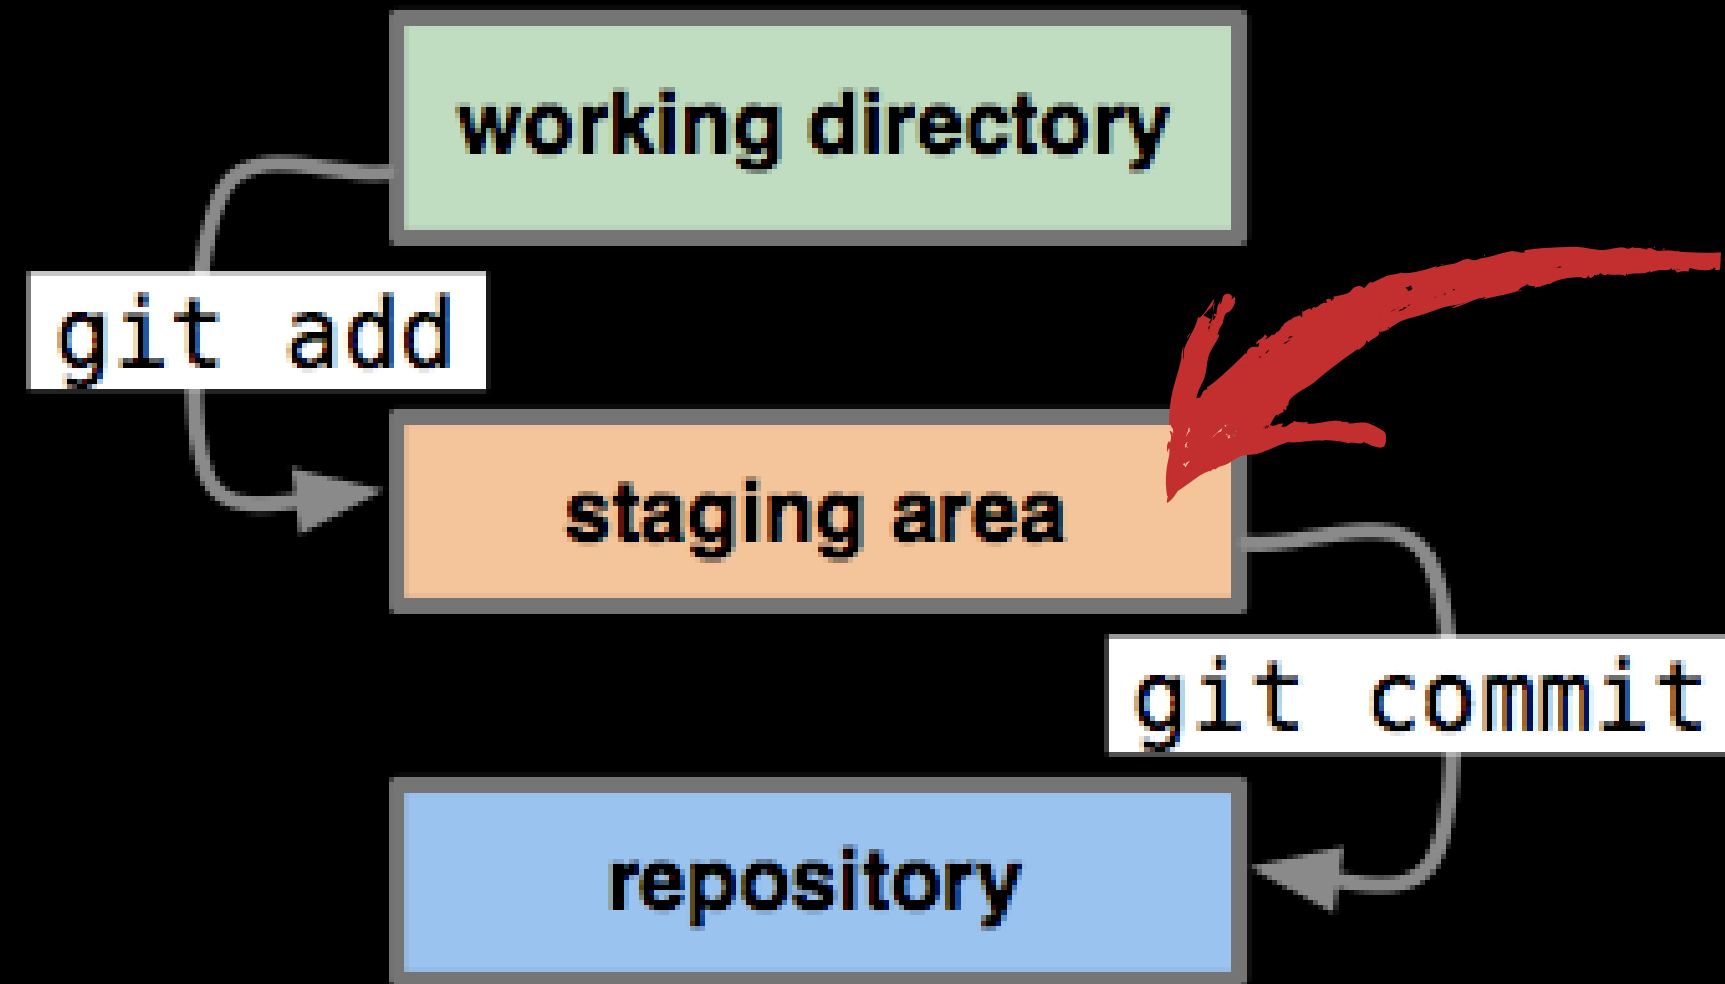 working directory
git add
staging area
git commit
repository